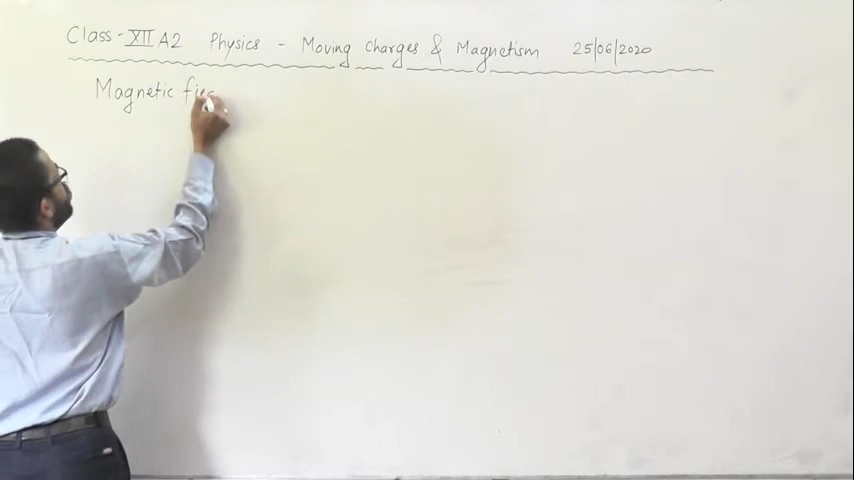 Class - XII A2 Physics - Moving Charges & Magnetism 25/06/2020
Magnetic fie